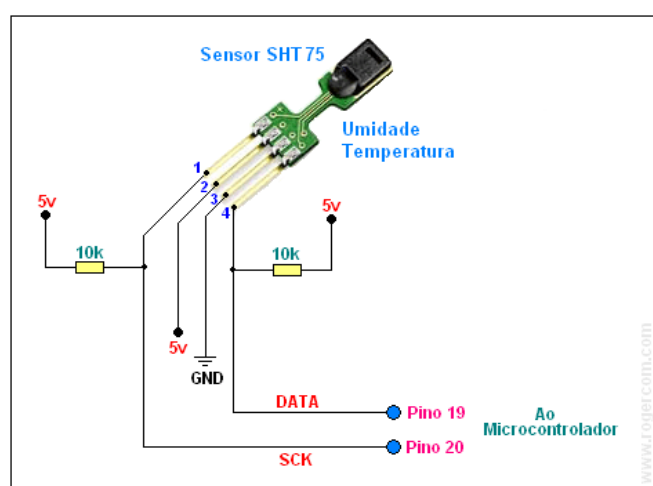 Sensor SHT 75
Umidade
Temperatura
1
2
3
4
5v
10k
5v
10k
5v
GND
DATA
Pino 19
SCK
Pino 20
Ao
Microcontrolador
www.rogercom.com